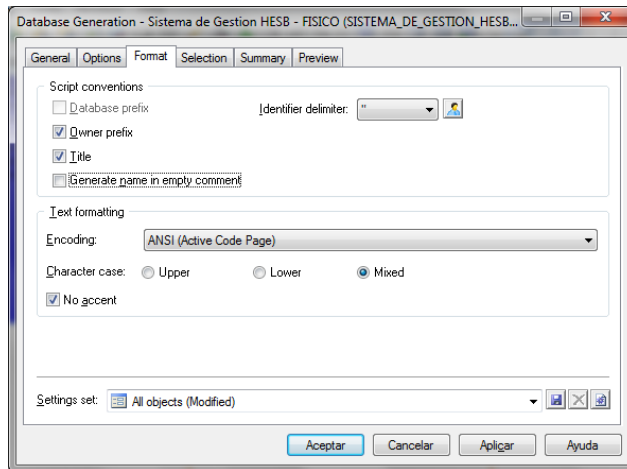 Database Generation - Sistema de Gestion HESB - FISICO (SISTEMA_DE_GESTION_HESB...
General Options Format Selection Summary Preview
Script conventions
Database prefix Identifier delimiter: "
Owner prefix
Title
Generate name in empty comment
Text formatting
Encoding: ANSI (Active Code Page)
Character case: Upper Lower Mixed
No accent
Settings set: All objects (Modified)
Aceptar Cancelar Aplicar Ayuda